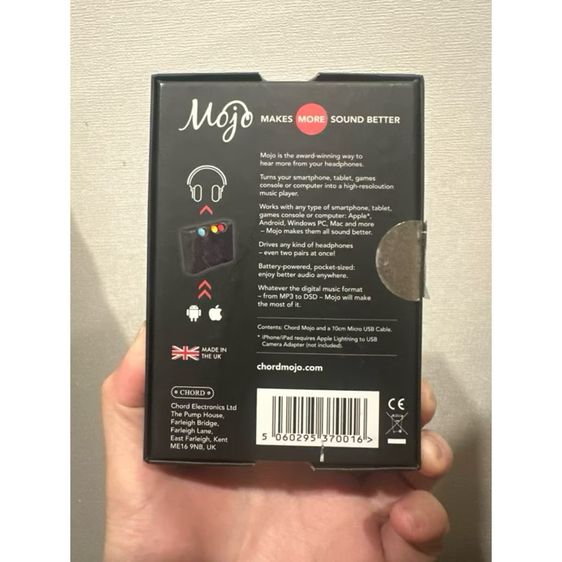 Mojo MAKES MORE SOUND BETTER
Mojo is the award-winning way to
hear more from your headphones.
Turns your smartphone, tablet, games
console or computer into a high-resoloution
music player.
Works with any type of smartphone, tablet,
games console or computer: Apple*,
Android, Windows PC, Mac and more
– Mojo makes them all sound better.
Drives any kind of headphones
– even two pairs at once!
Battery-powered, pocket-sized:
enjoy better audio anywhere.
Whatever the digital music format
– from MP3 to DSD – Mojo will make
the most of it.
Contents: Chord Mojo and a 10cm Micro USB Cable.
* iPhone/iPad requires Apple Lightning to USB
Camera Adapter (not included).
chordmojo.com
MADE IN
THE UK
CHORD
Chord Electronics Ltd
The Pump House,
Farleigh Bridge,
Farleigh Lane,
East Farleigh, Kent
ME16 9NB, UK
5 060295 370016 >
CE